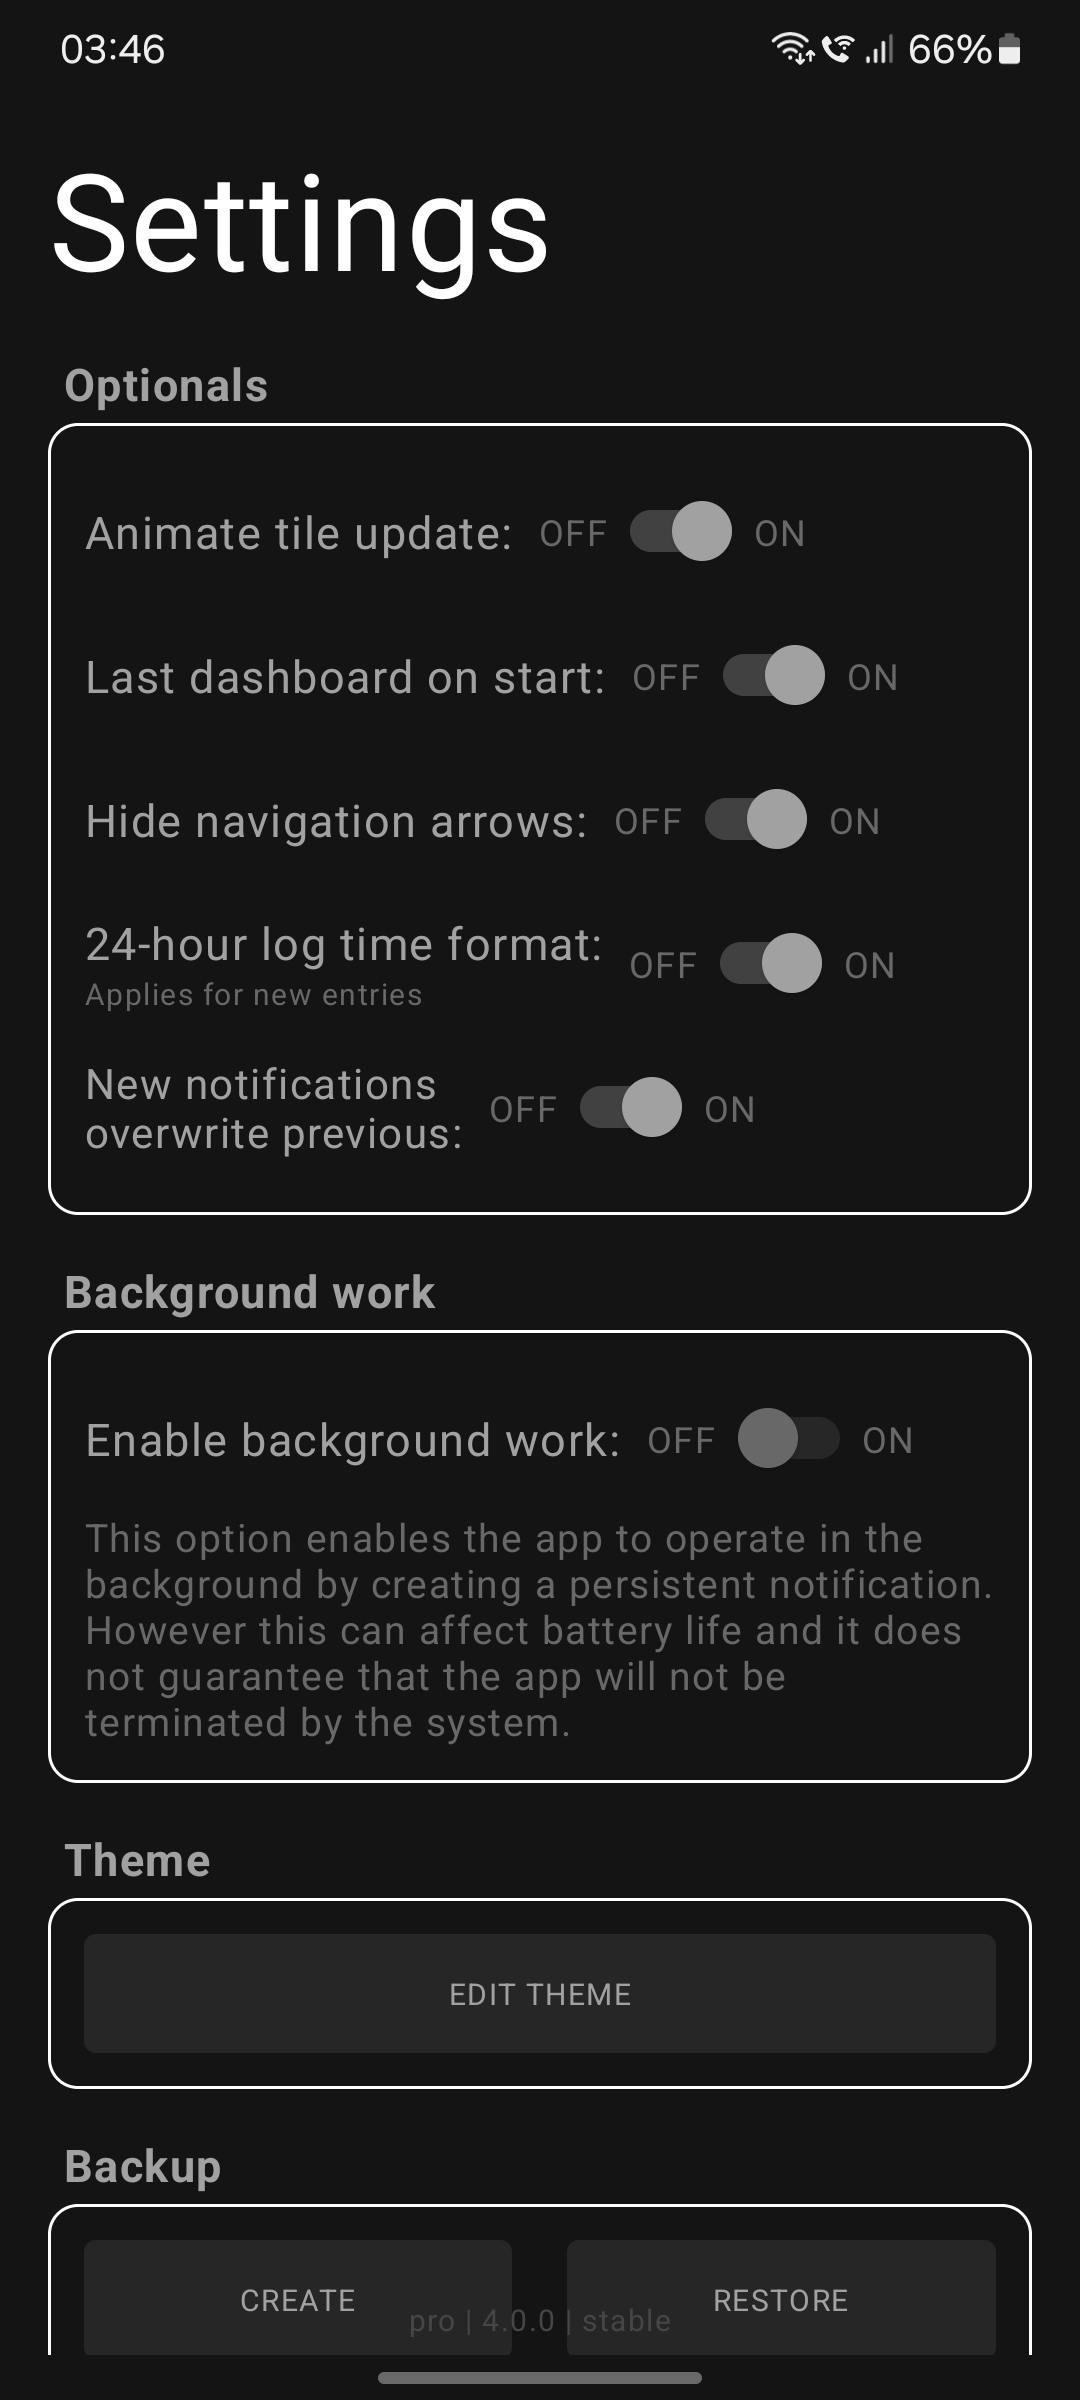 03:46 66%
Settings
Optionals
Animate tile update: OFF ON
Last dashboard on start: OFF ON
Hide navigation arrows: OFF ON
24-hour log time format: OFF ON
Applies for new entries
New notifications
overwrite previous: OFF ON
Background work
Enable background work: OFF ON
This option enables the app to operate in the
background by creating a persistent notification.
However this can affect battery life and it does
not guarantee that the app will not be
terminated by the system.
Theme
EDIT THEME
Backup
CREATE RESTORE
pro | 4.0.0 | stable